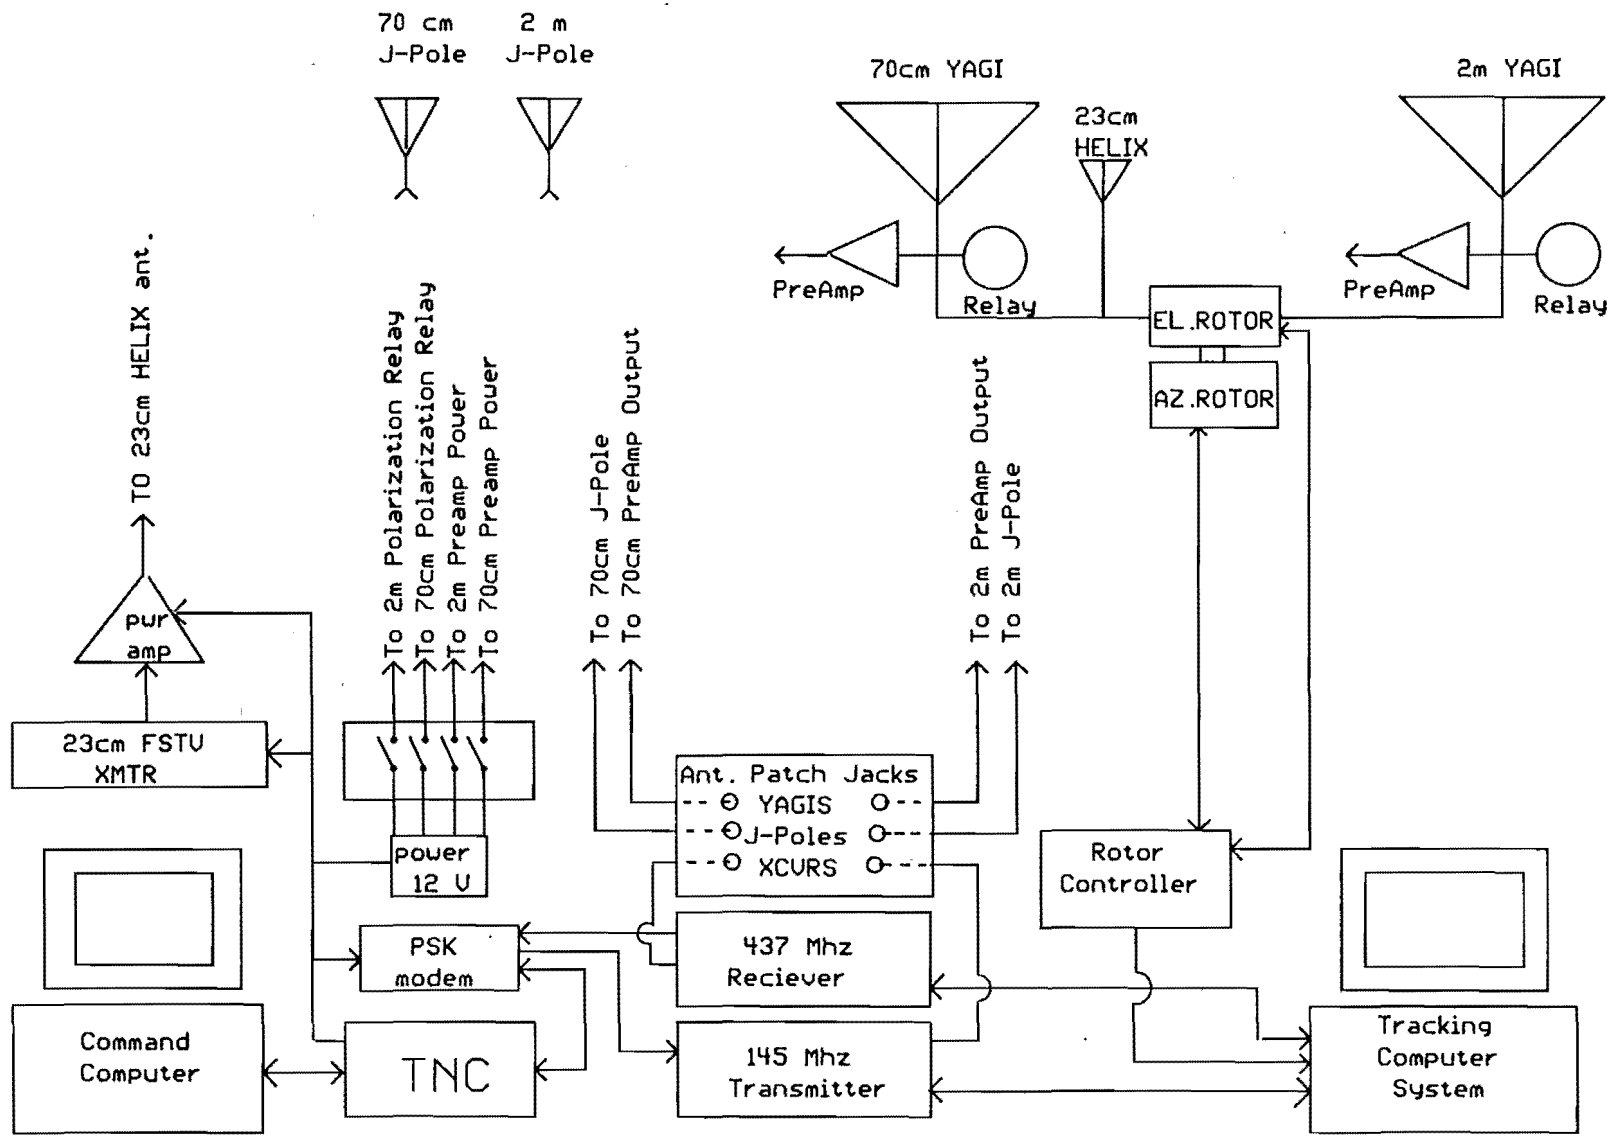 70 cm
J-Pole
2 m
J-Pole
70cm YAGI
2m YAGI
23cm
HELIX
PreAmp
Relay
PreAmp
Relay
EL.ROTOR
AZ.ROTOR
TO 23cm HELIX ant.
To 2m Polarization Relay
To 70cm Polarization Relay
To 2m Preamp Power
To 70cm Preamp Power
To 70cm J-Pole
To 70cm PreAmp Output
To 2m PreAmp Output
To 2m J-Pole
pwr
amp
23cm FSTV
XMTR
Ant. Patch Jacks
YAGIS
J-Poles
XCVRS
power
12 V
Rotor
Controller
PSK
modem
437 Mhz
Reciever
Command
Computer
TNC
145 Mhz
Transmitter
Tracking
Computer
System